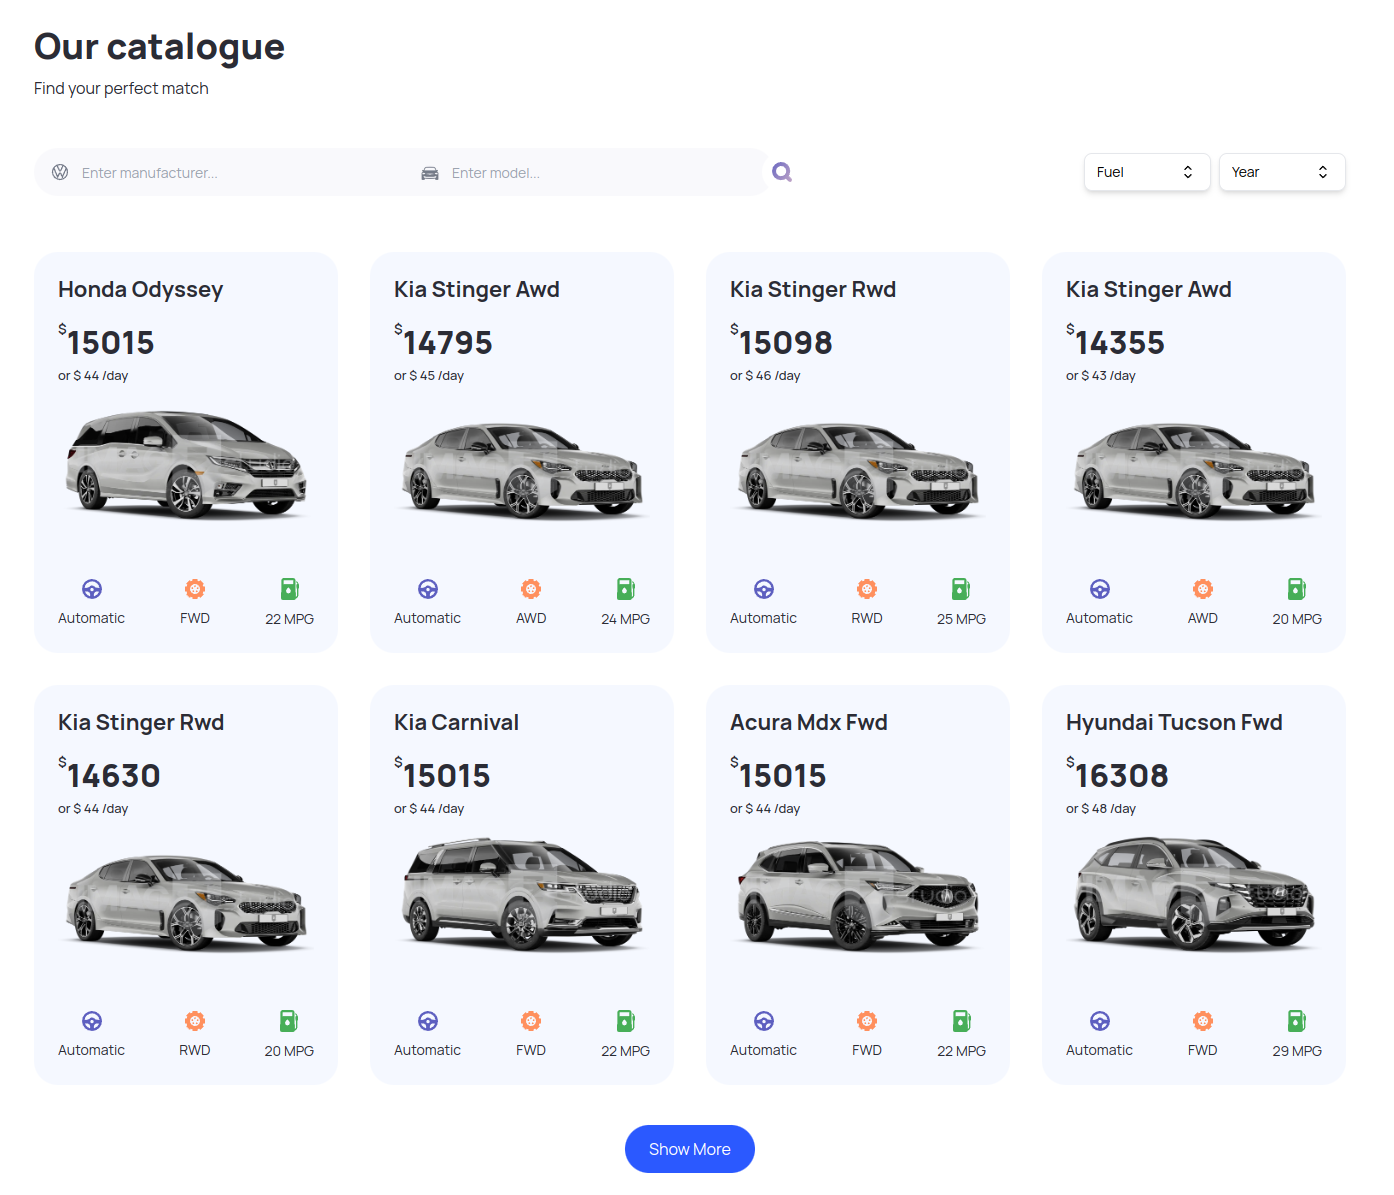 Our catalogue
Find your perfect match
Enter manufacturer...
Enter model...
Fuel
Year
Honda Odyssey
$15015
or $ 44 /day
Automatic
FWD
22 MPG
Kia Stinger Awd
$14795
or $ 45 /day
Automatic
AWD
24 MPG
Kia Stinger Rwd
$15098
or $ 46 /day
Automatic
RWD
25 MPG
Kia Stinger Awd
$14355
or $ 43 /day
Automatic
AWD
20 MPG
Kia Stinger Rwd
$14630
or $ 44 /day
Automatic
RWD
20 MPG
Kia Carnival
$15015
or $ 44 /day
Automatic
FWD
22 MPG
Acura Mdx Fwd
$15015
or $ 44 /day
Automatic
FWD
22 MPG
Hyundai Tucson Fwd
$16308
or $ 48 /day
Automatic
FWD
29 MPG
Show More